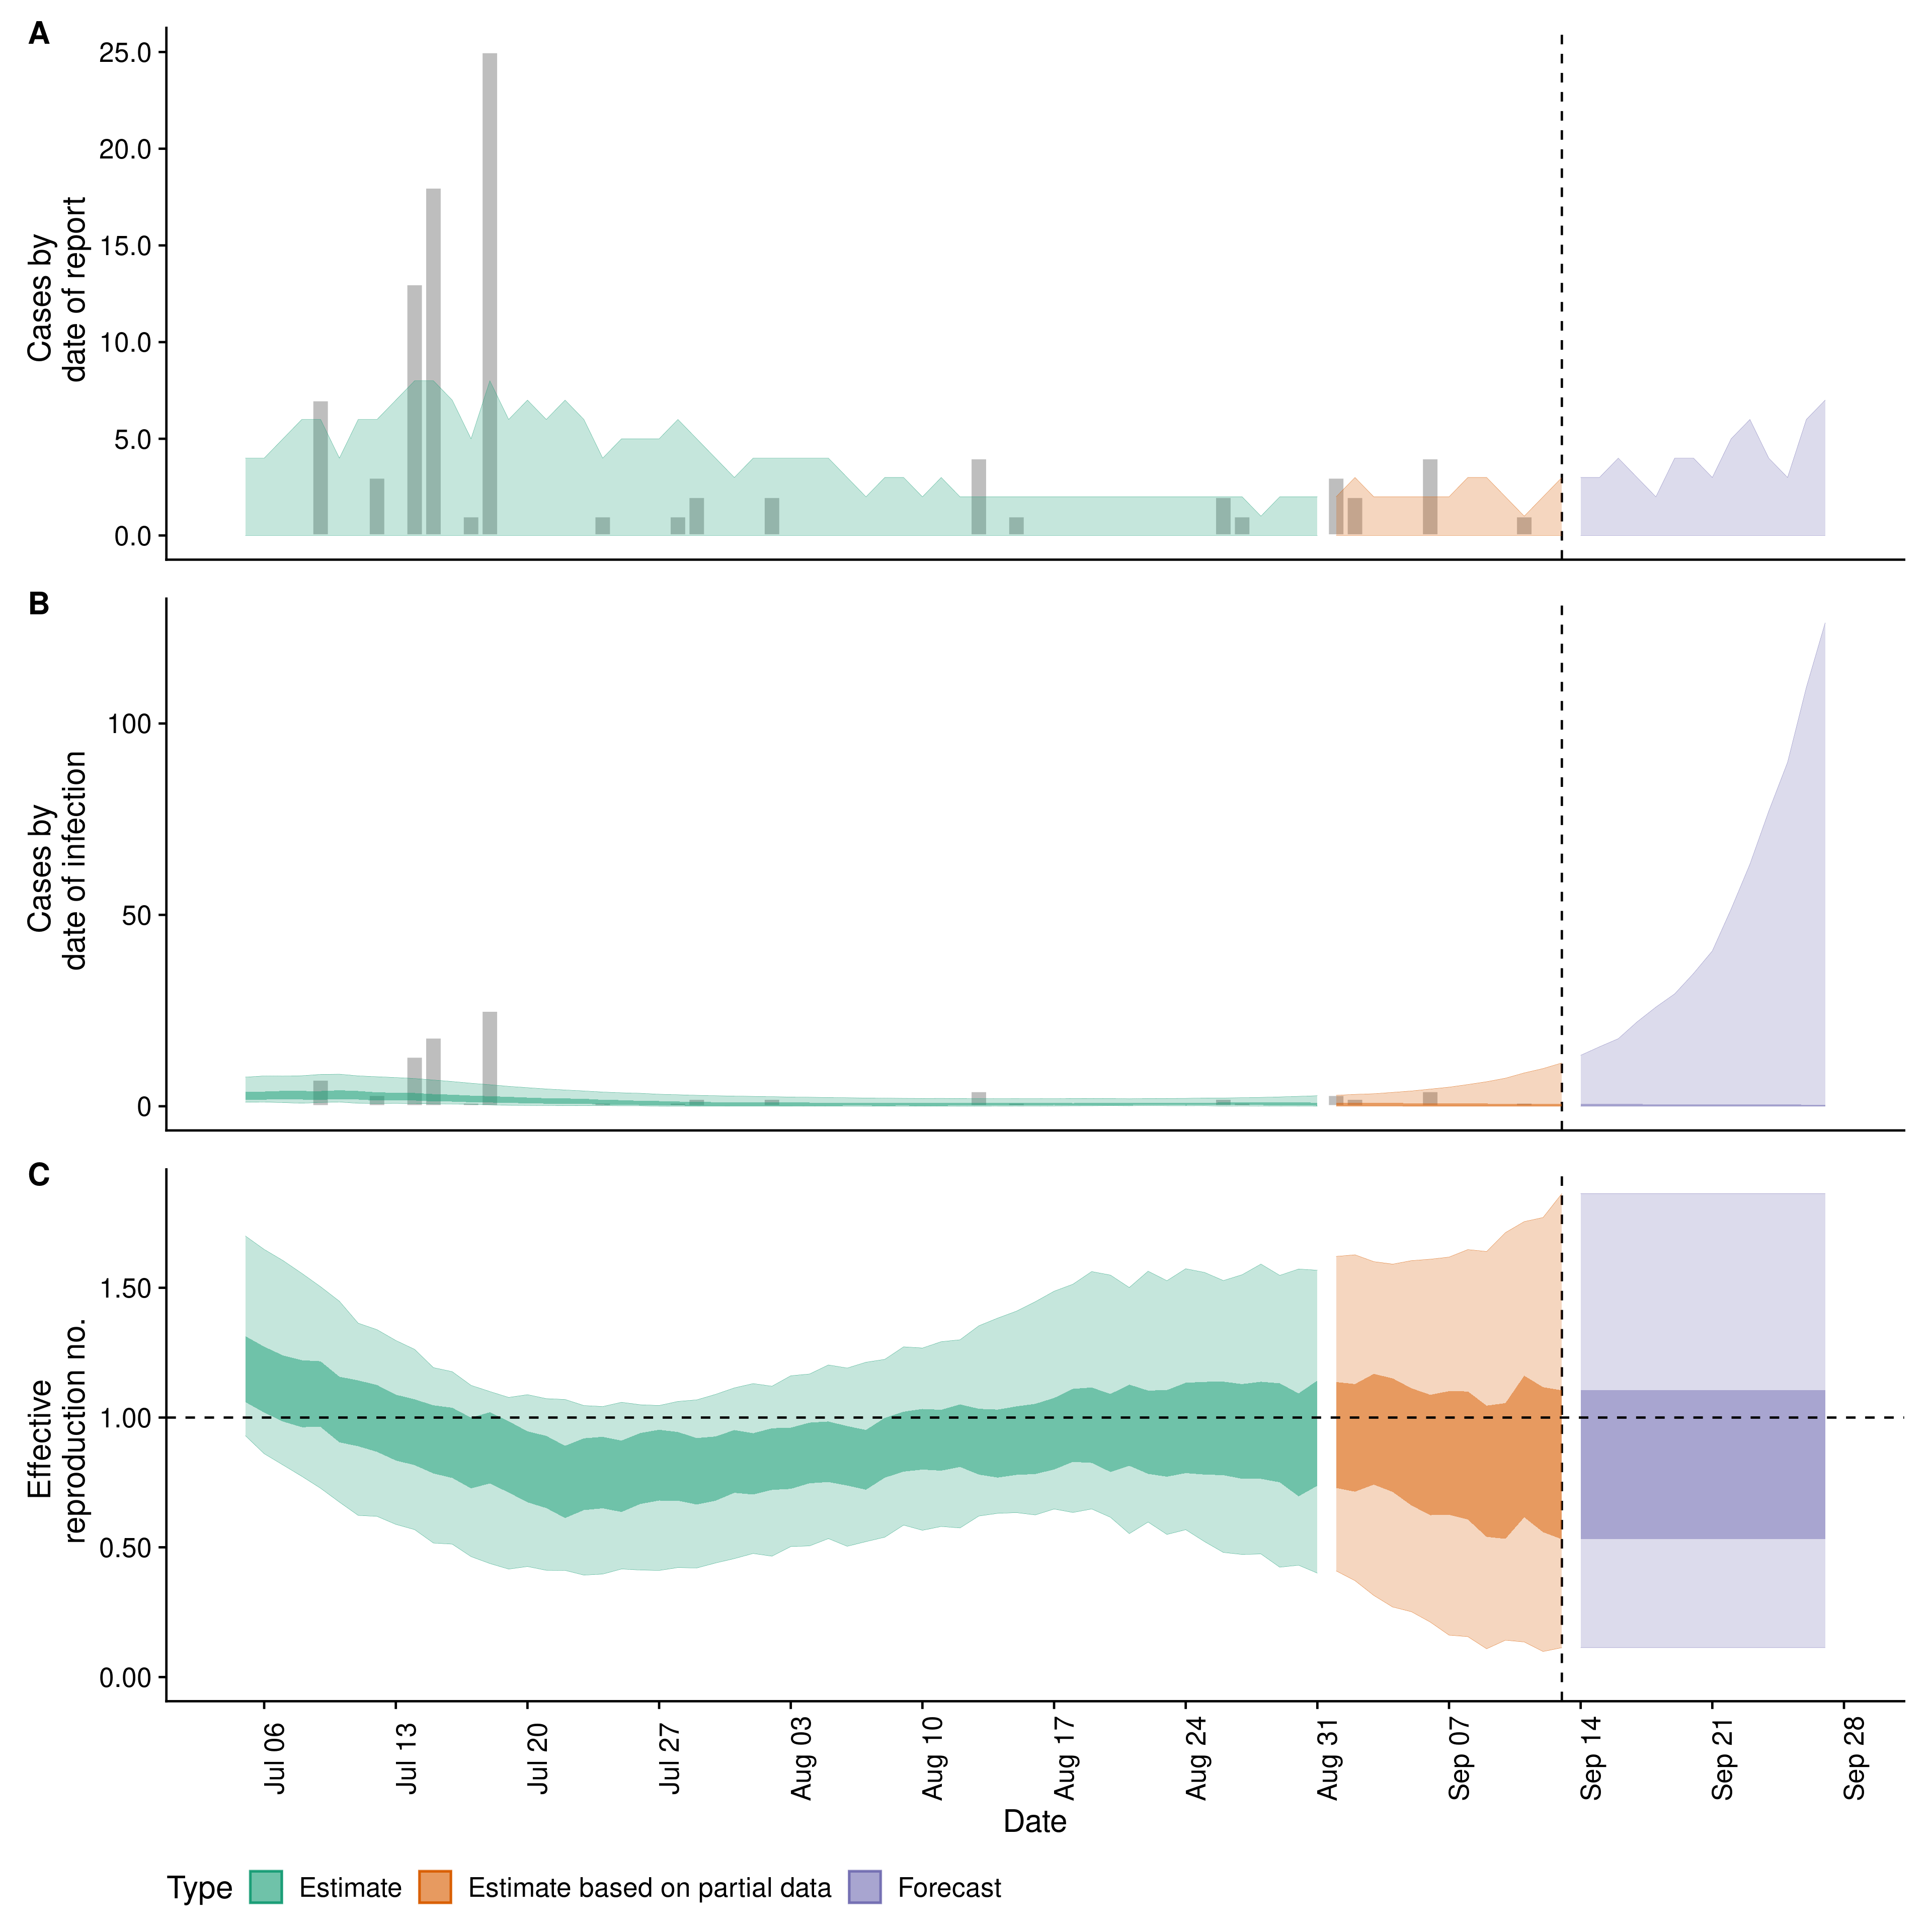 A
25.0
20.0
15.0
10.0
5.0
0.0
Cases by
date of report
B
100
50
0
Cases by
date of infection
C
1.50
1.00
0.50
0.00
Effective
reproduction no.
Jul 06
Jul 13
Jul 20
Jul 27
Aug 03
Aug 10
Aug 17
Aug 24
Aug 31
Sep 07
Sep 14
Sep 21
Sep 28
Date
Type Estimate Estimate based on partial data Forecast